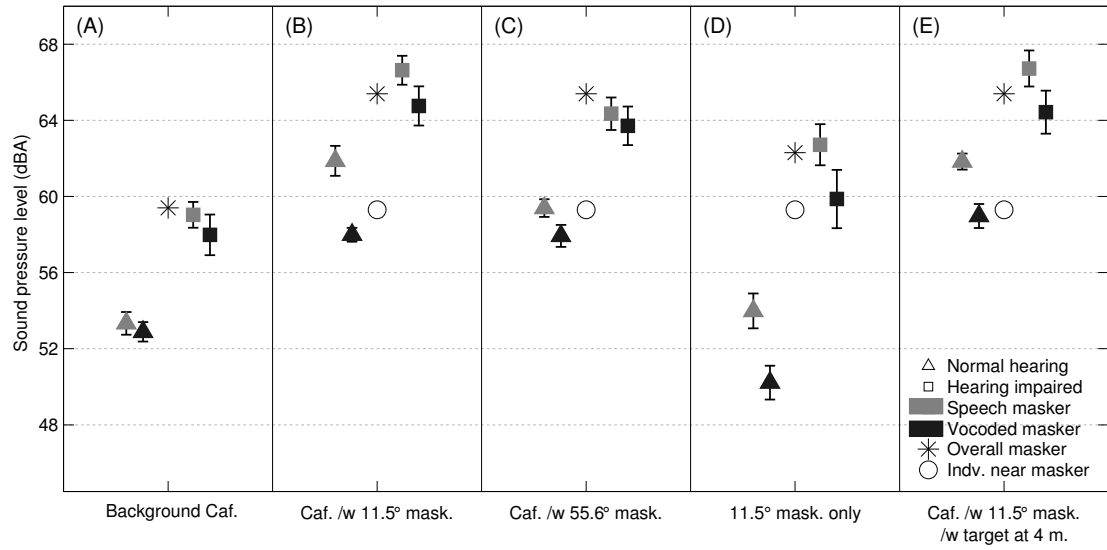 (A)
(B)
(C)
(D)
(E)
68
64
60
56
52
48
Sound pressure level (dBA)
Normal hearing
Hearing impaired
Speech masker
Vocoded masker
Overall masker
Indv. near masker
Background Caf.
Caf. /w 11.5° mask.
Caf. /w 55.6° mask.
11.5° mask. only
Caf. /w 11.5° mask.
/w target at 4 m.